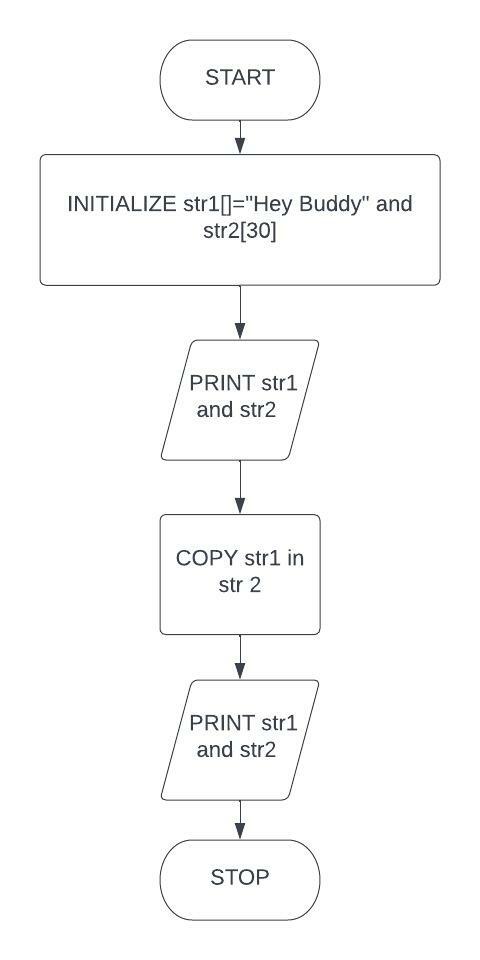 START
INITIALIZE str1[]="Hey Buddy" and
str2[30]
PRINT str1
and str2
COPY str1 in
str 2
PRINT str1
and str2
STOP